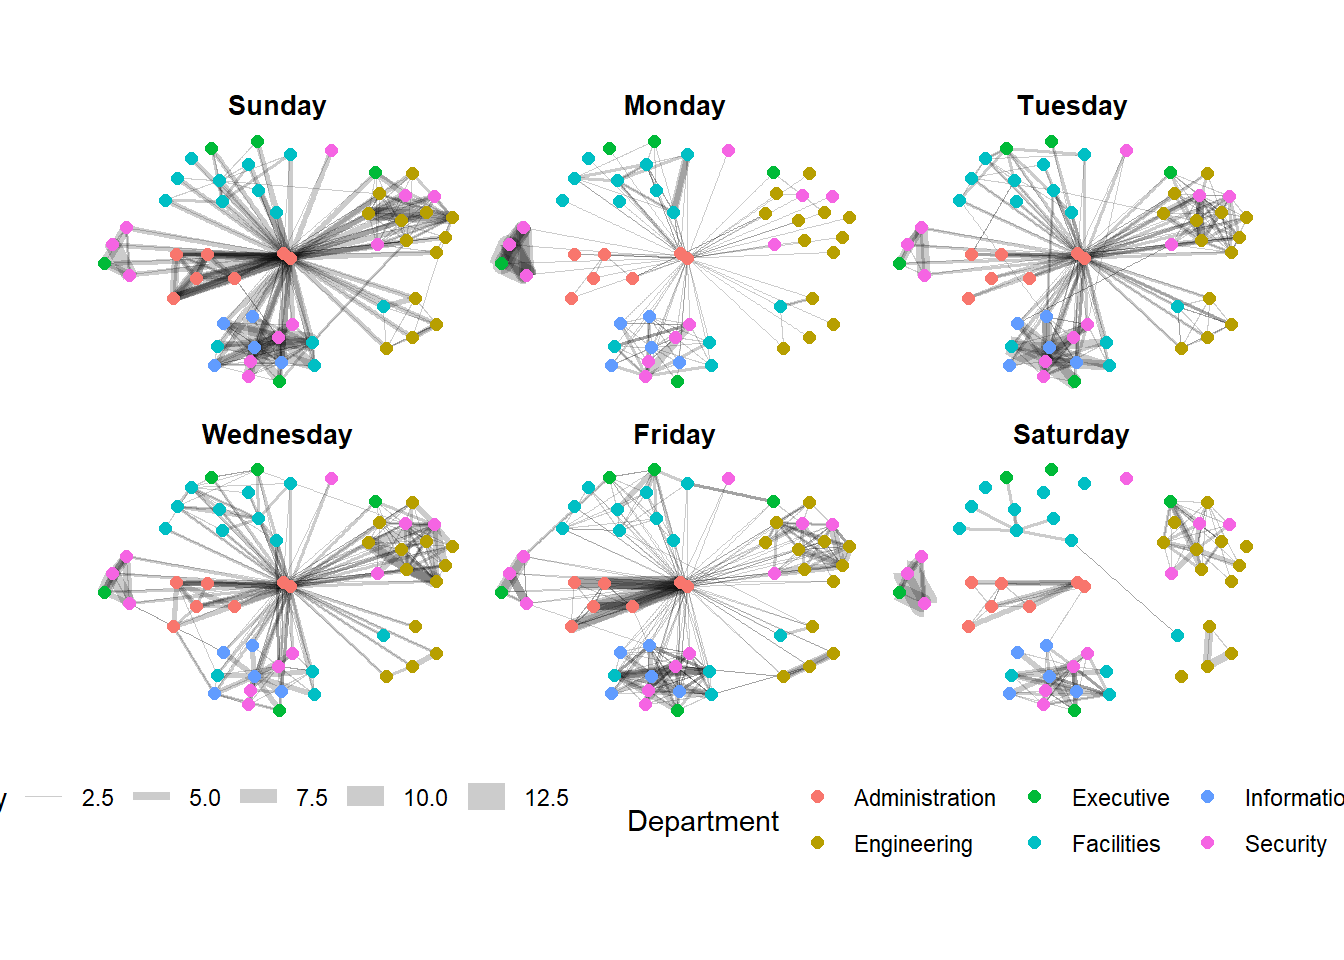 Sunday Monday Tuesday
Wednesday Friday Saturday
y 2.5 5.0 7.5 10.0 12.5
Department
Administration Executive Informatio
Engineering Facilities Security